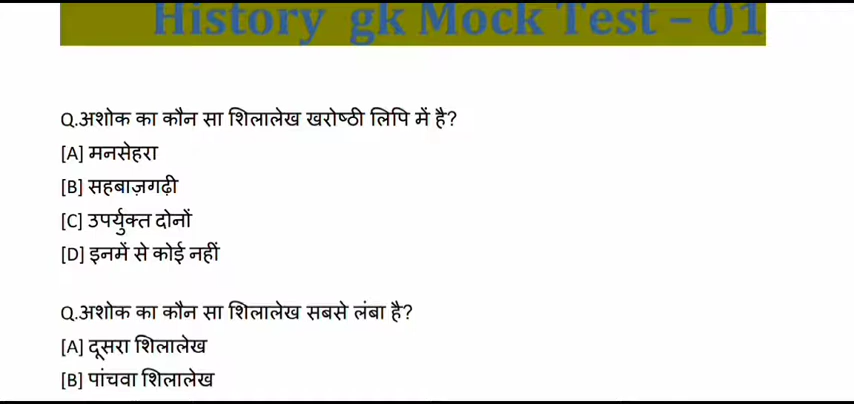 History gk Mock Test – 01
Q.अशोक का कौन सा शिलालेख खरोष्ठी लिपि में है?
[A] मनसेहरा
[B] सहबाज़गढ़ी
[C] उपर्युक्त दोनों
[D] इनमें से कोई नहीं
Q.अशोक का कौन सा शिलालेख सबसे लंबा है?
[A] दूसरा शिलालेख
[B] पांचवा शिलालेख